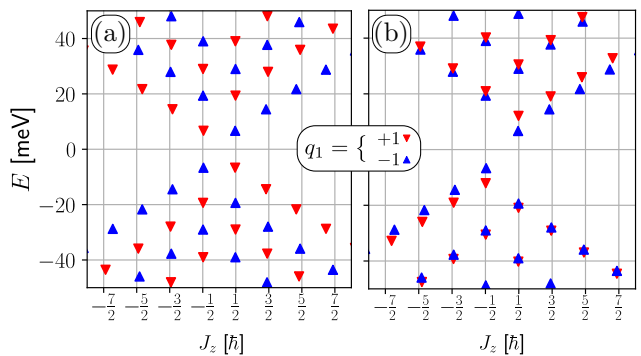 (a)
(b)
40
20
0
−20
−40
E [meV]
q₁ = { +1▼
−1▲
−7/2 −5/2 −3/2 −1/2 1/2 3/2 5/2 7/2
−7/2 −5/2 −3/2 −1/2 1/2 3/2 5/2 7/2
J_z [ħ]
J_z [ħ]